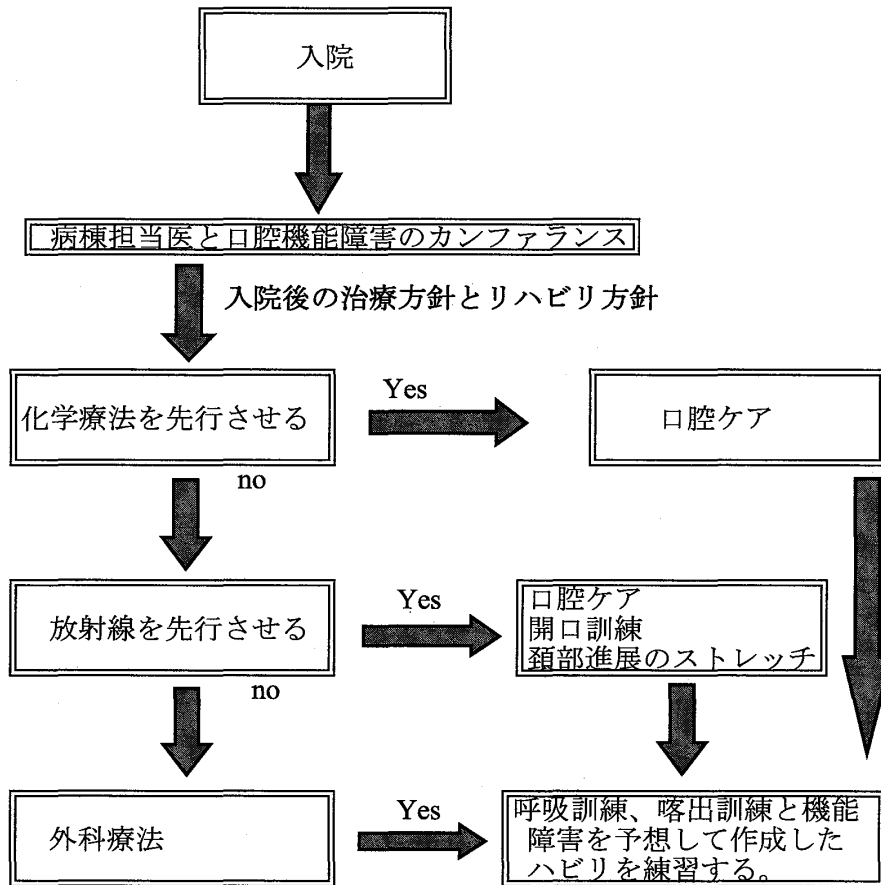 入院
病棟担当医と口腔機能障害のカンファランス
入院後の治療方針とリハビリ方針
化学療法を先行させる
Yes
口腔ケア
no
放射線を先行させる
Yes
口腔ケア
開口訓練
頚部進展のストレッチ
no
外科療法
Yes
呼吸訓練、喀出訓練と機能
障害を予想して作成した
ハビリを練習する。